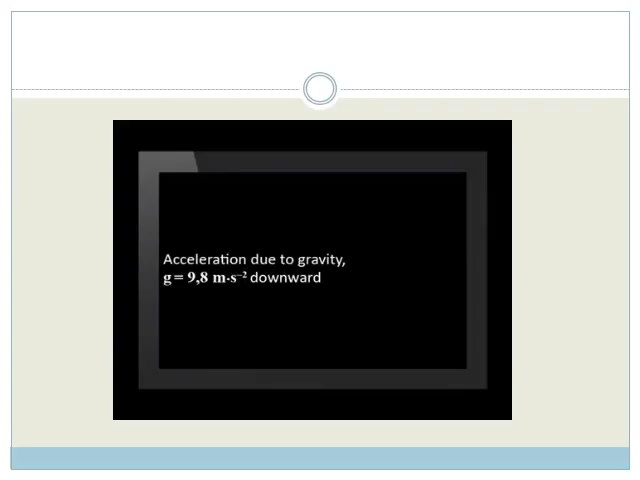 Acceleration due to gravity,
g = 9,8 m·s⁻² downward